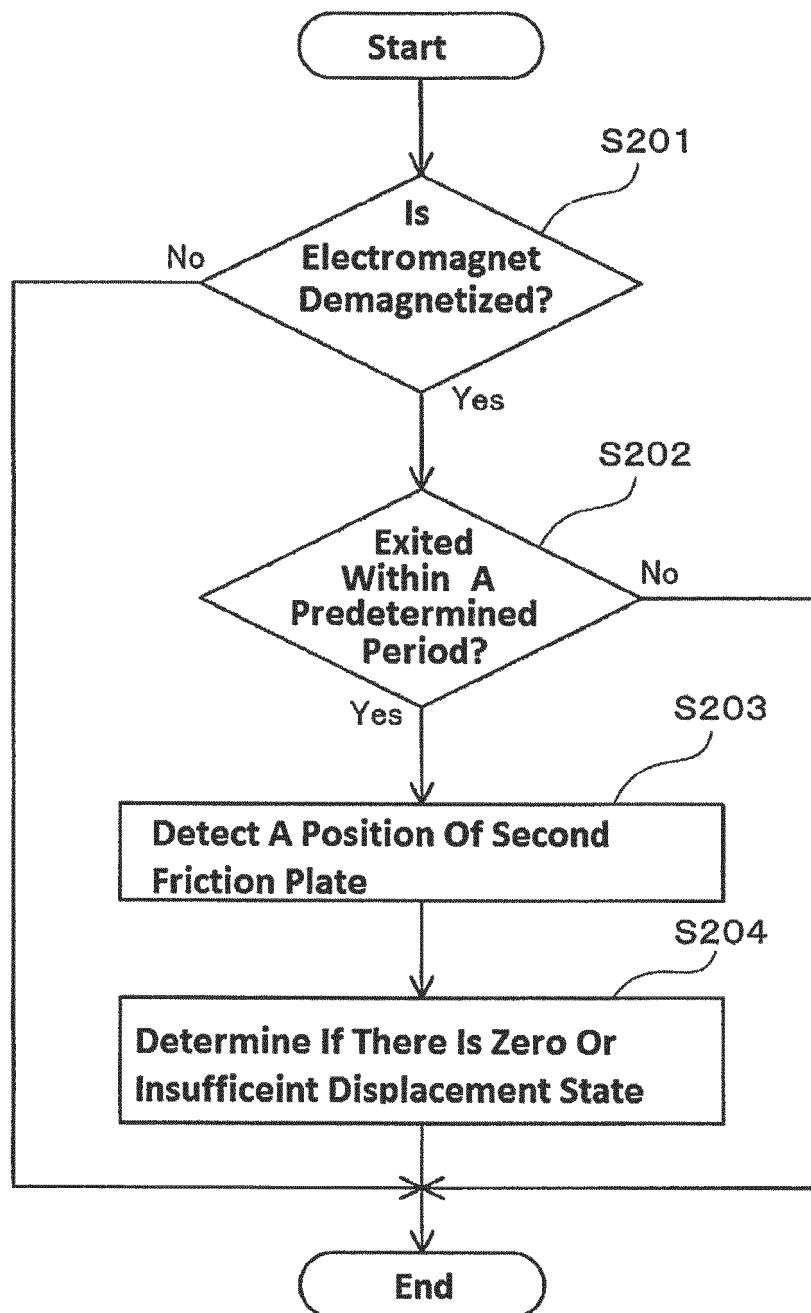 Start
S201
Is
Electromagnet
Demagnetized?
No
Yes
S202
Exited
Within A
Predetermined
Period?
No
Yes
S203
Detect A Position Of Second
Friction Plate
S204
Determine If There Is Zero Or
Insufficeint Displacement State
End